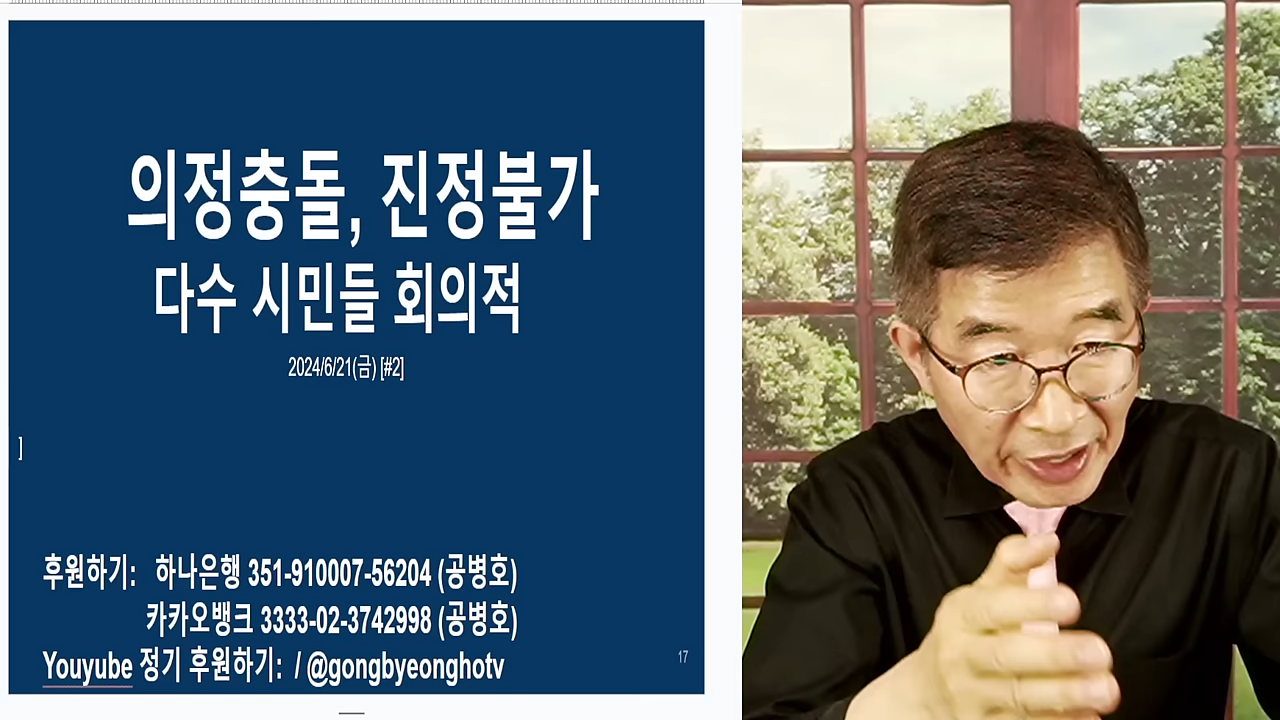 의정충돌, 진정불가
다수 시민들 회의적
2024/6/21(금) [#2]
]
후원하기: 하나은행 351-910007-56204 (공병호)
카카오뱅크 3333-02-3742998 (공병호)
Youyube 정기 후원하기: / @gongbyeonghotv
17